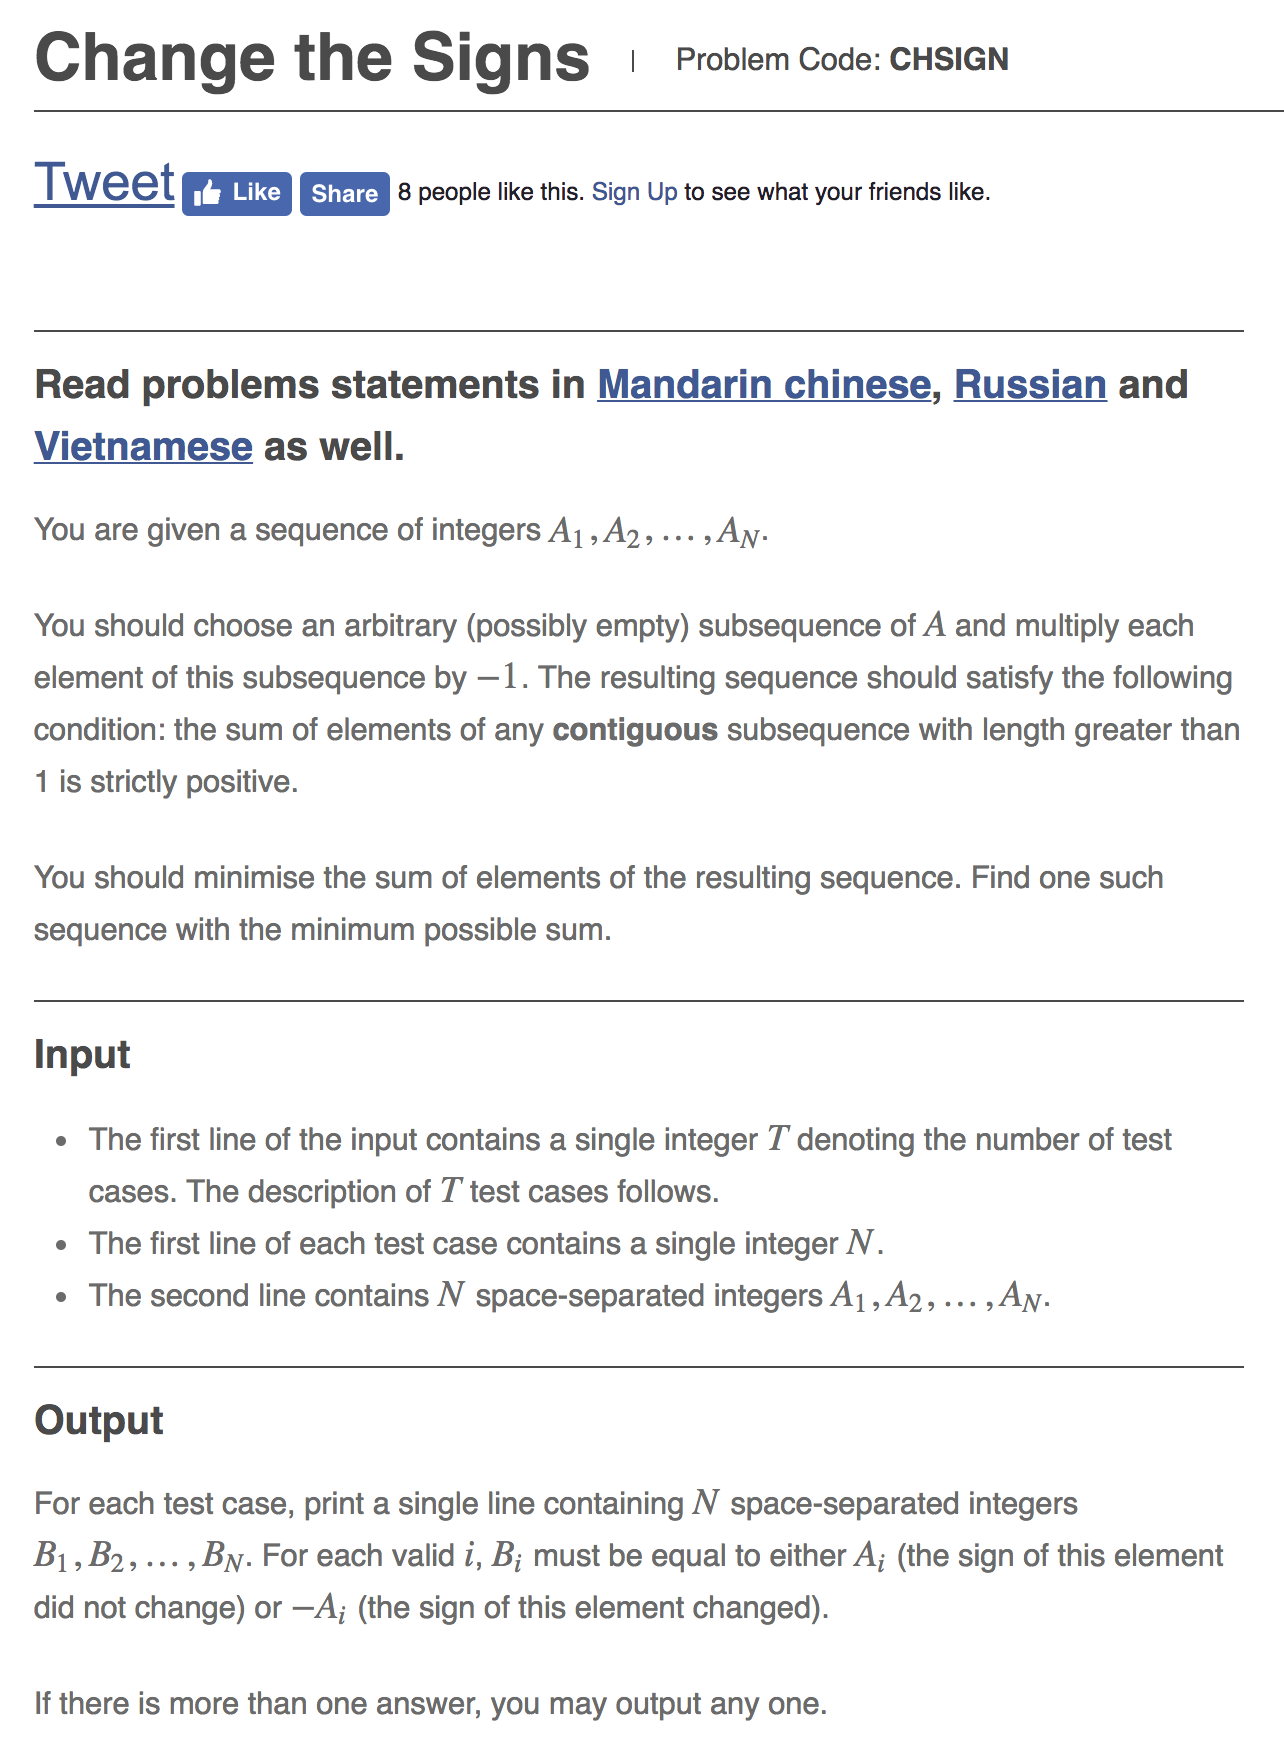 Change the Signs | Problem Code: CHSIGN
Tweet Like Share 8 people like this. Sign Up to see what your friends like.
Read problems statements in Mandarin chinese, Russian and
Vietnamese as well.
You are given a sequence of integers A₁, A₂, …, A_N.
You should choose an arbitrary (possibly empty) subsequence of A and multiply each
element of this subsequence by −1. The resulting sequence should satisfy the following
condition: the sum of elements of any contiguous subsequence with length greater than
1 is strictly positive.
You should minimise the sum of elements of the resulting sequence. Find one such
sequence with the minimum possible sum.
Input
• The first line of the input contains a single integer T denoting the number of test
cases. The description of T test cases follows.
• The first line of each test case contains a single integer N.
• The second line contains N space-separated integers A₁, A₂, …, A_N.
Output
For each test case, print a single line containing N space-separated integers
B₁, B₂, …, B_N. For each valid i, B_i must be equal to either A_i (the sign of this element
did not change) or −A_i (the sign of this element changed).
If there is more than one answer, you may output any one.